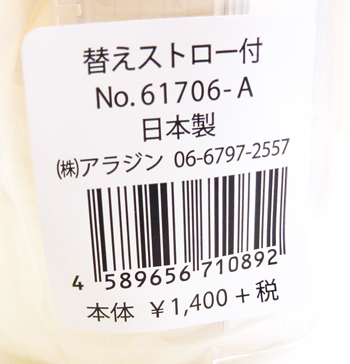 替えストロー付
No. 61706-A
日本製
㈱アラジン 06-6797-2557
4 589656 710892
本体 ￥1,400 + 税